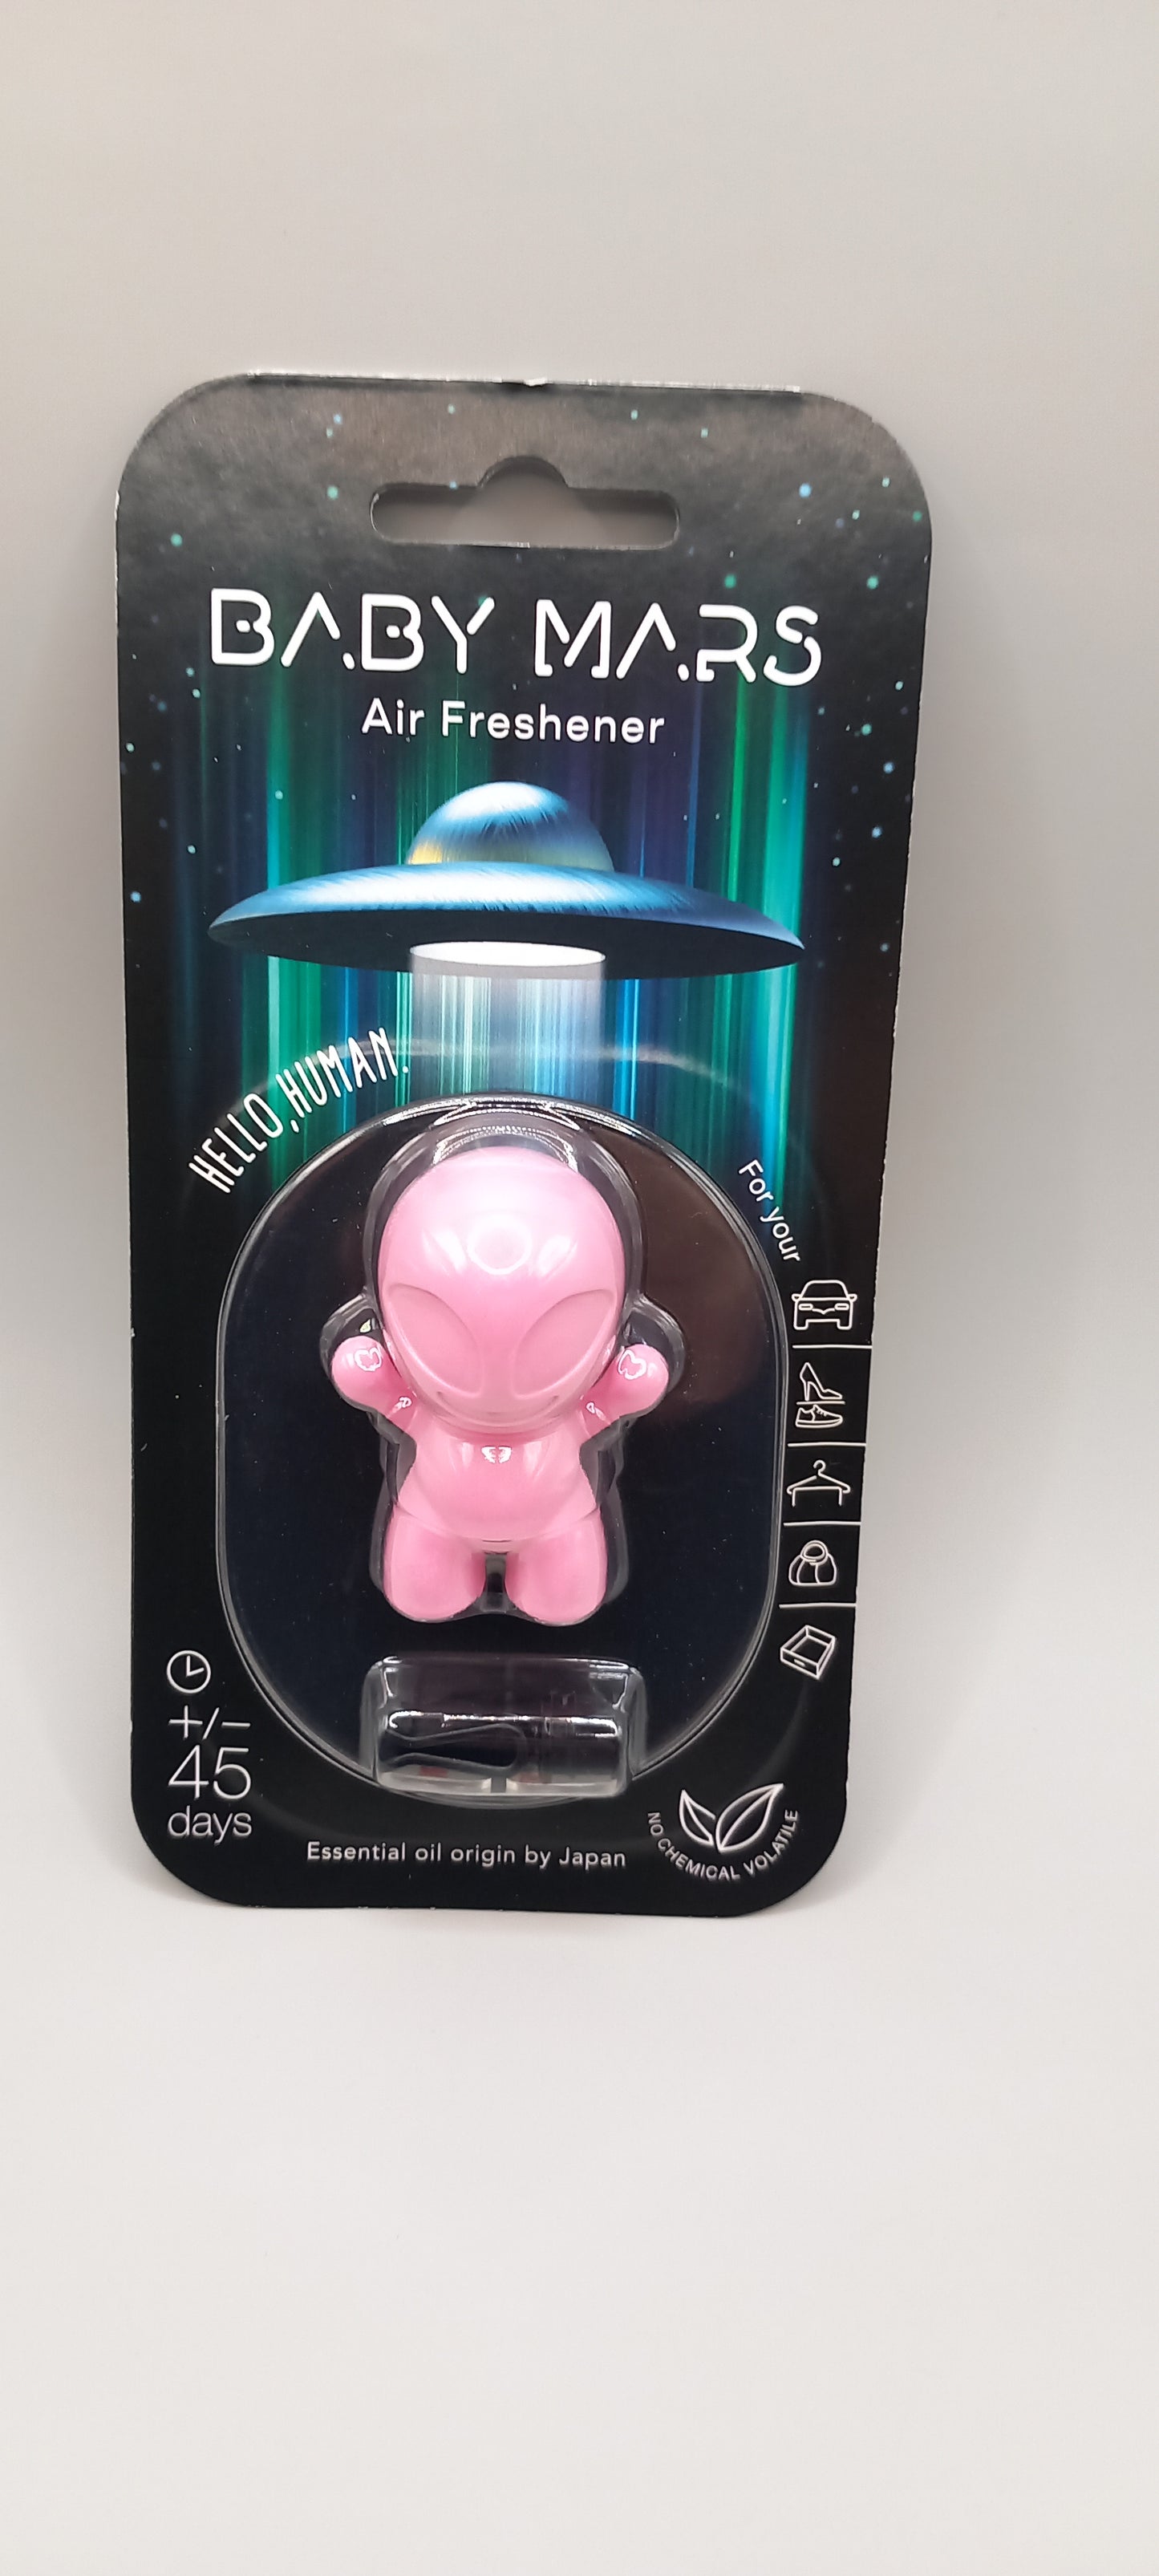 BABY MARS
Air Freshener
HELLO, HUMAN.
For your
+/−
45
days
Essential oil origin by Japan
NO CHEMICAL VOLATILE